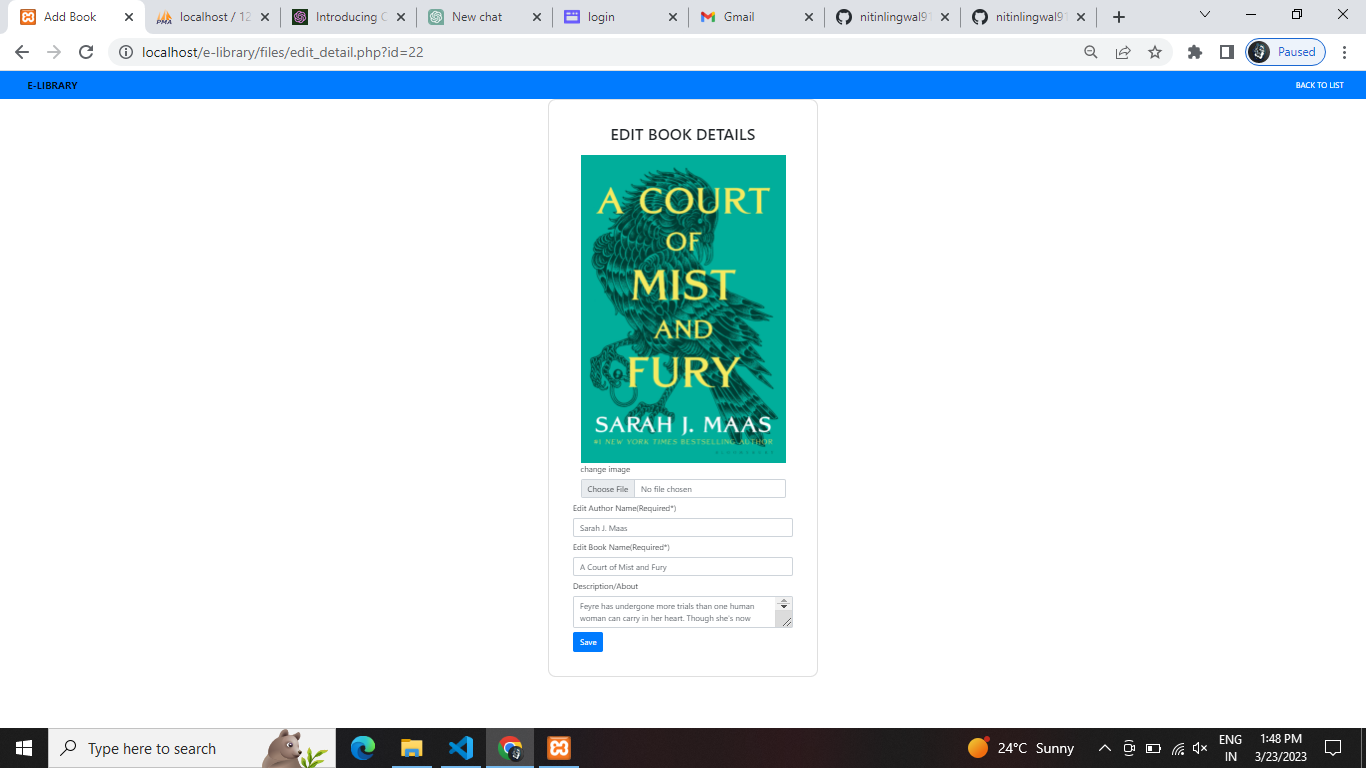 Add Book
localhost / 12
Introducing C
New chat
login
Gmail
nitinlingwal91
nitinlingwal91
localhost/e-library/files/edit_detail.php?id=22
Paused
E-LIBRARY
BACK TO LIST
EDIT BOOK DETAILS
A COURT
OF
MIST
AND
FURY
SARAH J. MAAS
#1 NEW YORK TIMES BESTSELLING AUTHOR
change image
Choose File No file chosen
Edit Author Name(Required*)
Sarah J. Maas
Edit Book Name(Required*)
A Court of Mist and Fury
Description/About
Feyre has undergone more trials than one human
woman can carry in her heart. Though she's now
Save
Type here to search
24°C Sunny
ENG
IN
1:48 PM
3/23/2023